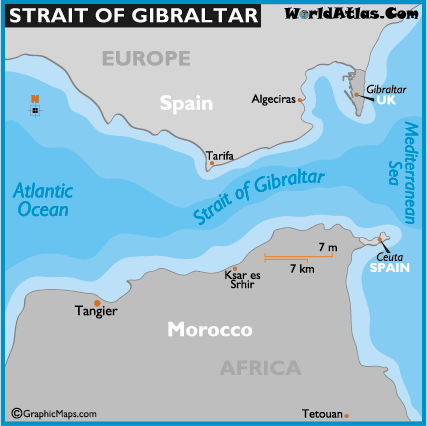 STRAIT OF GIBRALTAR
WorldAtlas.Com
EUROPE
Spain
Algeciras
Gibraltar
UK
N
Tarifa
Mediterranean
Sea
Strait of Gibraltar
Atlantic
Ocean
7 m
7 km
Ceuta
SPAIN
Ksar es
Srhir
Tangier
Morocco
AFRICA
Tetouan
©GraphicMaps.com